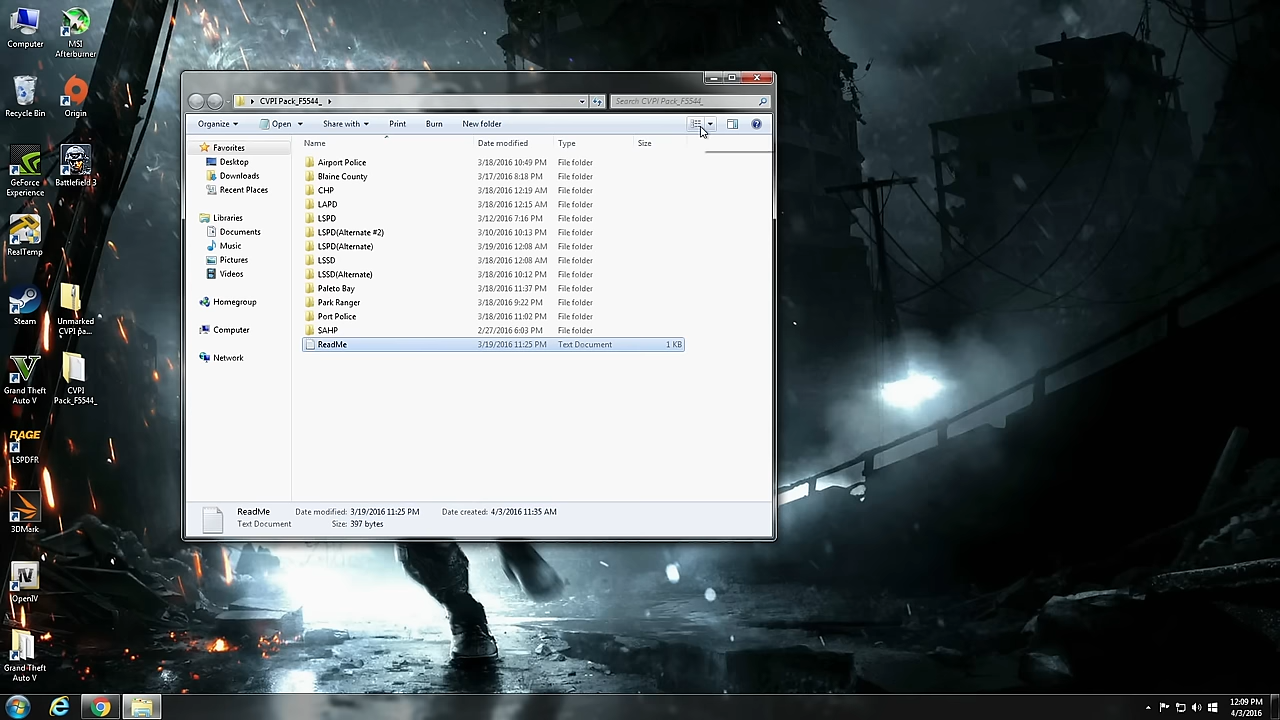 Computer
MSI
Afterburner
Recycle Bin
Origin
GeForce
Experience
Battlefield 3
RealTemp
Steam
Unmarked
CVPI pa...
Grand Theft
Auto V
CVPI
Pack_F5544_
RAGE
LSPDFR
3DMark
IV
OpenIV
Grand Theft
Auto V
CVPI Pack_F5544_
Search CVPI Pack_F5544_
Organize
Open
Share with
Print
Burn
New folder
Favorites
Desktop
Downloads
Recent Places
Libraries
Documents
Music
Pictures
Videos
Homegroup
Computer
Network
Name Date modified Type Size
Airport Police 3/18/2016 10:49 PM File folder
Blaine County 3/17/2016 8:18 PM File folder
CHP 3/18/2016 12:19 AM File folder
LAPD 3/18/2016 12:15 AM File folder
LSPD 3/12/2016 7:16 PM File folder
LSPD(Alternate #2) 3/10/2016 10:13 PM File folder
LSPD(Alternate) 3/19/2016 12:08 AM File folder
LSSD 3/18/2016 12:08 AM File folder
LSSD(Alternate) 3/18/2016 10:12 PM File folder
Paleto Bay 3/18/2016 11:37 PM File folder
Park Ranger 3/18/2016 9:22 PM File folder
Port Police 3/18/2016 11:02 PM File folder
SAHP 2/27/2016 6:03 PM File folder
ReadMe 3/19/2016 11:25 PM Text Document 1 KB
ReadMe Date modified: 3/19/2016 11:25 PM Date created: 4/3/2016 11:35 AM
Text Document Size: 397 bytes
12:09 PM
4/3/2016